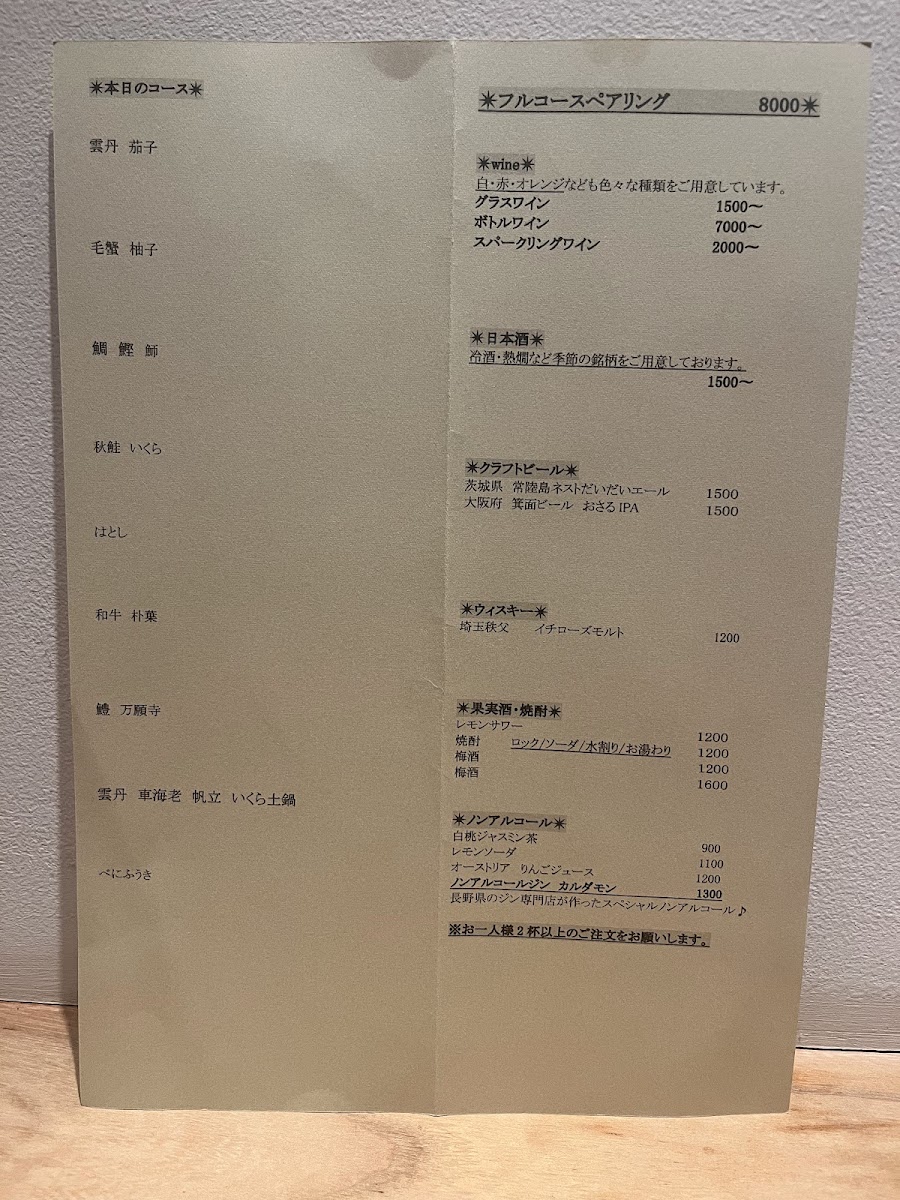 ✴本日のコース✴
雲丹 茄子
毛蟹 柚子
鯛 鰹 鰤
秋鮭 いくら
はとし
和牛 朴葉
鱧 万願寺
雲丹 車海老 帆立 いくら土鍋
べにふうき
✴フルコースペアリング 8000✴
✴wine✴
白・赤・オレンジなども色々な種類をご用意しています。
グラスワイン 1500～
ボトルワイン 7000～
スパークリングワイン 2000～
✴日本酒✴
冷酒・熱燗など季節の銘柄をご用意しております。
1500～
✴クラフトビール✴
茨城県 常陸島ネストだいだいエール 1500
大阪府 箕面ビール おさるIPA 1500
✴ウィスキー✴
埼玉秩父 イチローズモルト 1200
✴果実酒・焼酎✴
レモンサワー 1200
焼酎 ロック/ソーダ/水割り/お湯わり 1200
梅酒 1200
梅酒 1600
✴ノンアルコール✴
白桃ジャスミン茶 900
レモンソーダ 1100
オーストリア りんごジュース 1200
ノンアルコールジン カルダモン 1300
長野県のジン専門店が作ったスペシャルノンアルコール♪
※お一人様2杯以上のご注文をお願いします。